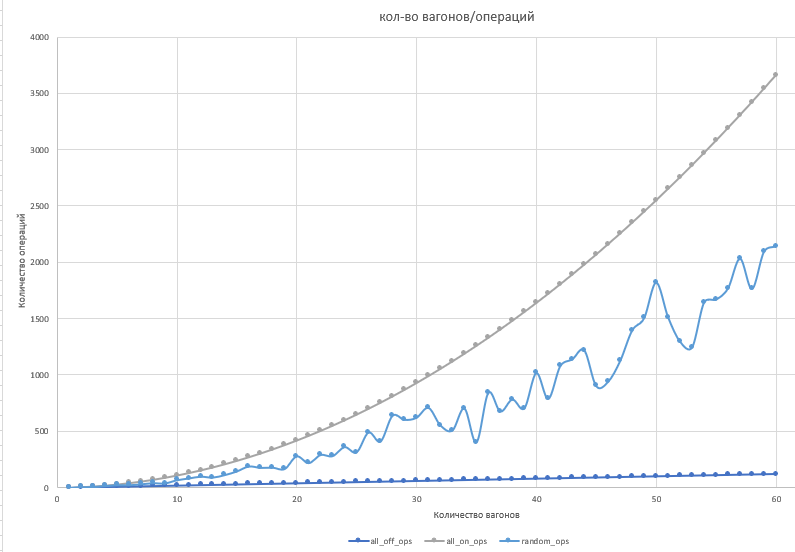 кол-во вагонов/операций
4000
3500
3000
2500
2000
1500
1000
500
0
Количество операций
0 10 20 30 40 50 60
Количество вагонов
all_off_ops all_on_ops random_ops